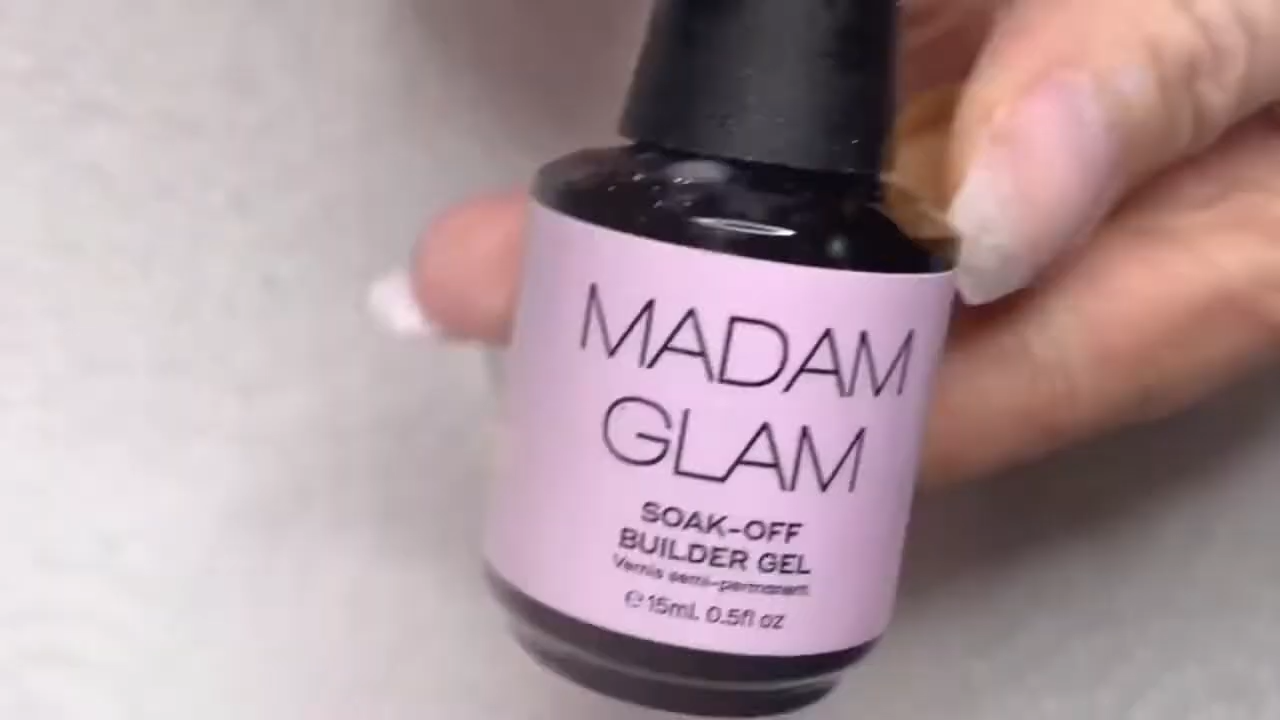 MADAM
GLAM
SOAK-OFF
BUILDER GEL
Vernis semi-permanent
℮ 15ml. 0.5fl oz